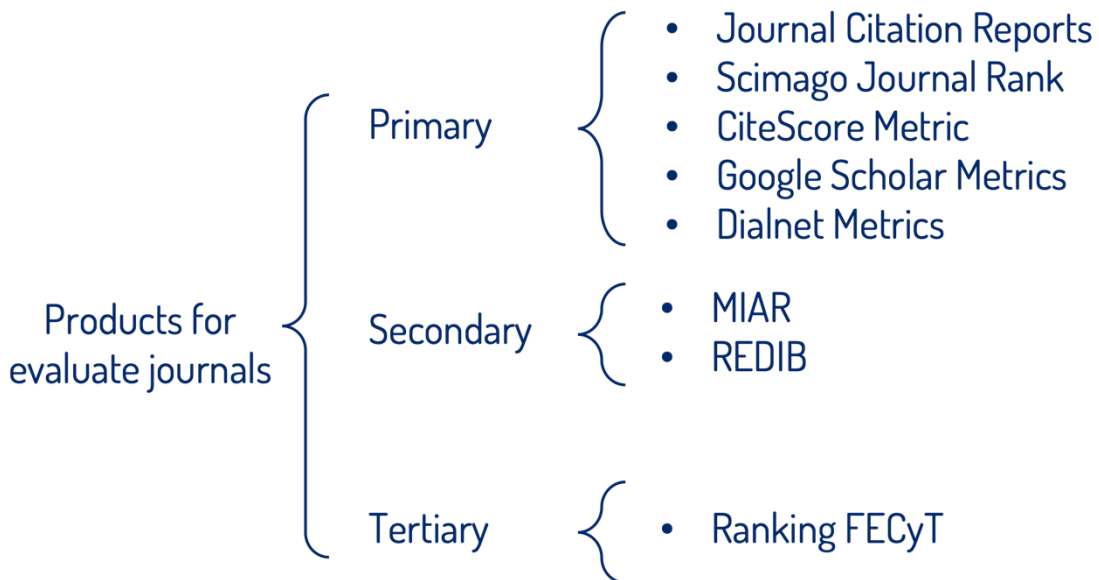 Products for
evaluate journals
Primary
• Journal Citation Reports
• Scimago Journal Rank
• CiteScore Metric
• Google Scholar Metrics
• Dialnet Metrics
Secondary
• MIAR
• REDIB
Tertiary
• Ranking FECyT